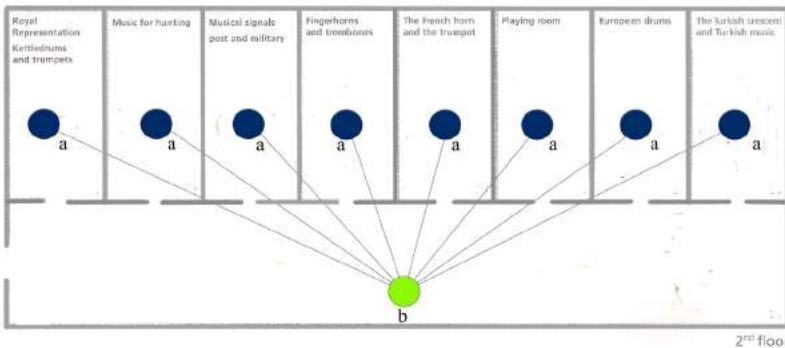 Royal
Representation
Kettledrums
and trumpets
Music for hunting
Musical signals
post and military
Fingerhorns
and trombones
The French horn
and the trumpet
Playing room
European drums
The Turkish crescent
and Turkish music
a
a
a
a
a
a
a
a
b
2nd floo